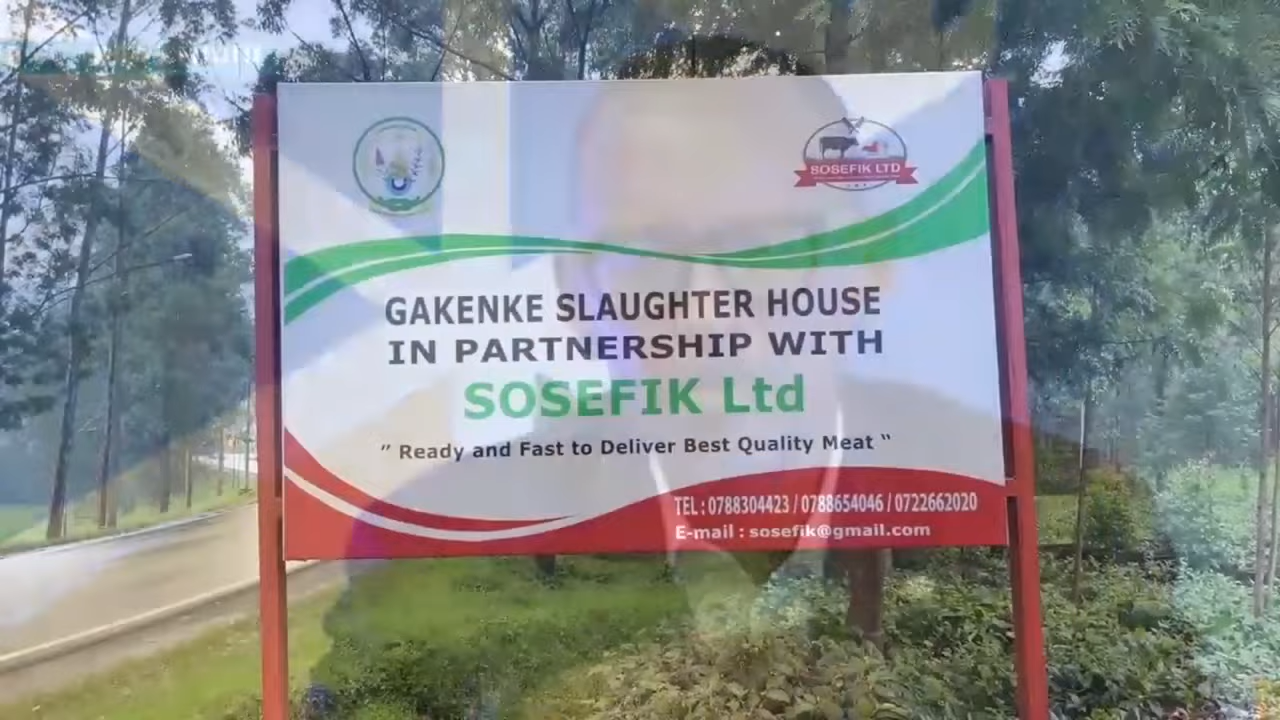 SOSEFIK LTD
GAKENKE SLAUGHTER HOUSE
IN PARTNERSHIP WITH
SOSEFIK Ltd
" Ready and Fast to Deliver Best Quality Meat "
TEL : 0788304423 / 0788654046 / 0722662020
E-mail : sosefik@gmail.com